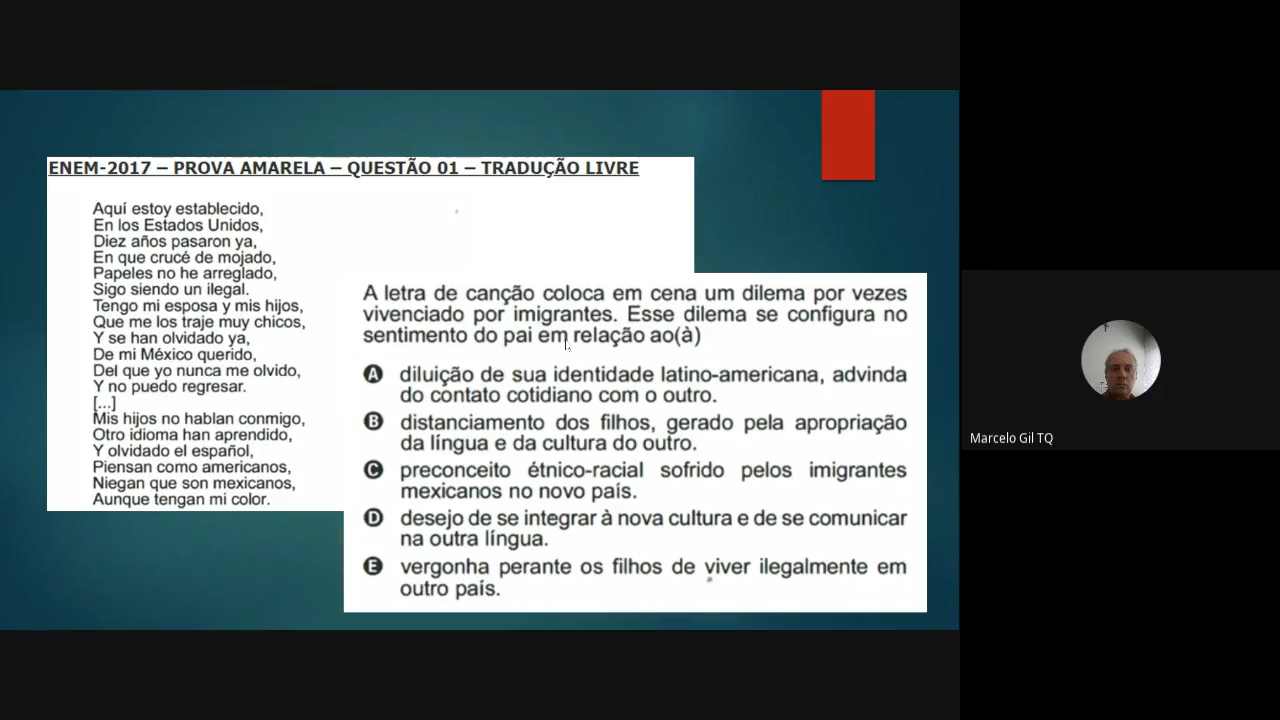 ENEM-2017 – PROVA AMARELA – QUESTÃO 01 – TRADUÇÃO LIVRE
Aquí estoy establecido,
En los Estados Unidos,
Diez años pasaron ya,
En que crucé de mojado,
Papeles no he arreglado,
Sigo siendo un ilegal.
Tengo mi esposa y mis hijos,
Que me los traje muy chicos,
Y se han olvidado ya,
De mi México querido,
Del que yo nunca me olvido,
Y no puedo regresar.
[...]
Mis hijos no hablan conmigo,
Otro idioma han aprendido,
Y olvidado el español,
Piensan como americanos,
Niegan que son mexicanos,
Aunque tengan mi color.
A letra de canção coloca em cena um dilema por vezes
vivenciado por imigrantes. Esse dilema se configura no
sentimento do pai em relação ao(à)
A diluição de sua identidade latino-americana, advinda
do contato cotidiano com o outro.
B distanciamento dos filhos, gerado pela apropriação
da língua e da cultura do outro.
C preconceito étnico-racial sofrido pelos imigrantes
mexicanos no novo país.
D desejo de se integrar à nova cultura e de se comunicar
na outra língua.
E vergonha perante os filhos de viver ilegalmente em
outro país.
Marcelo Gil TQ